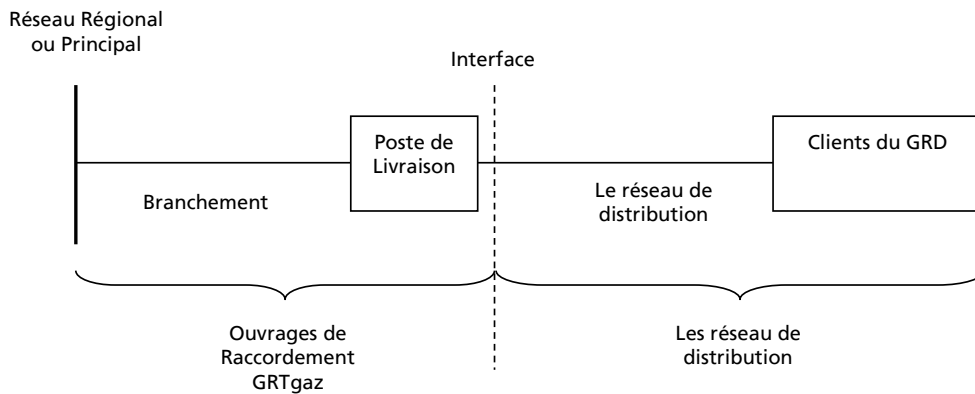 Réseau Régional
ou Principal
Interface
Poste de
Livraison
Clients du GRD
Branchement
Le réseau de
distribution
Ouvrages de
Raccordement
GRTgaz
Les réseau de
distribution